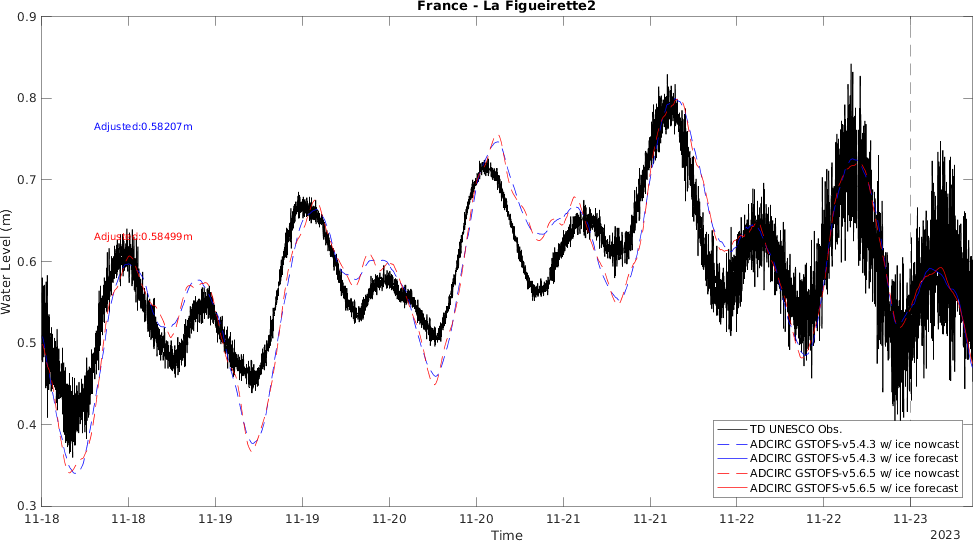 France - La Figueirette2
0.9
0.8
0.7
0.6
0.5
0.4
0.3
Water Level (m)
Adjusted:0.58207m
Adjusted:0.58499m
TD UNESCO Obs.
ADCIRC GSTOFS-v5.4.3 w/ ice nowcast
ADCIRC GSTOFS-v5.4.3 w/ ice forecast
ADCIRC GSTOFS-v5.6.5 w/ ice nowcast
ADCIRC GSTOFS-v5.6.5 w/ ice forecast
11-18 11-18 11-19 11-19 11-20 11-20 11-21 11-21 11-22 11-22 11-23
Time
2023